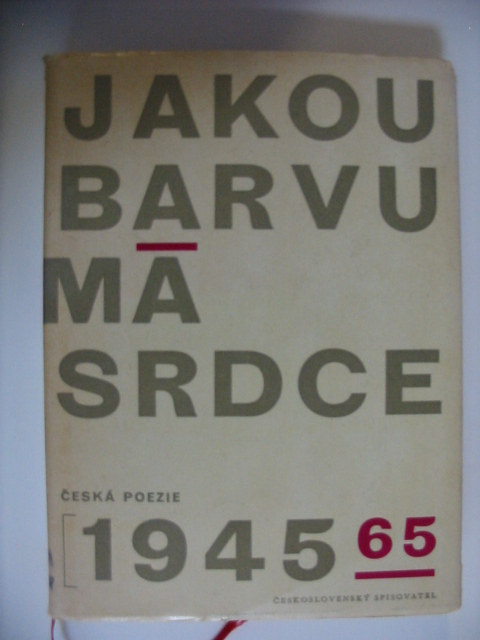 JAKOU
BARVU
MÁ
SRDCE
ČESKÁ POEZIE
[1945 65
ČESKOSLOVENSKÝ SPISOVATEL